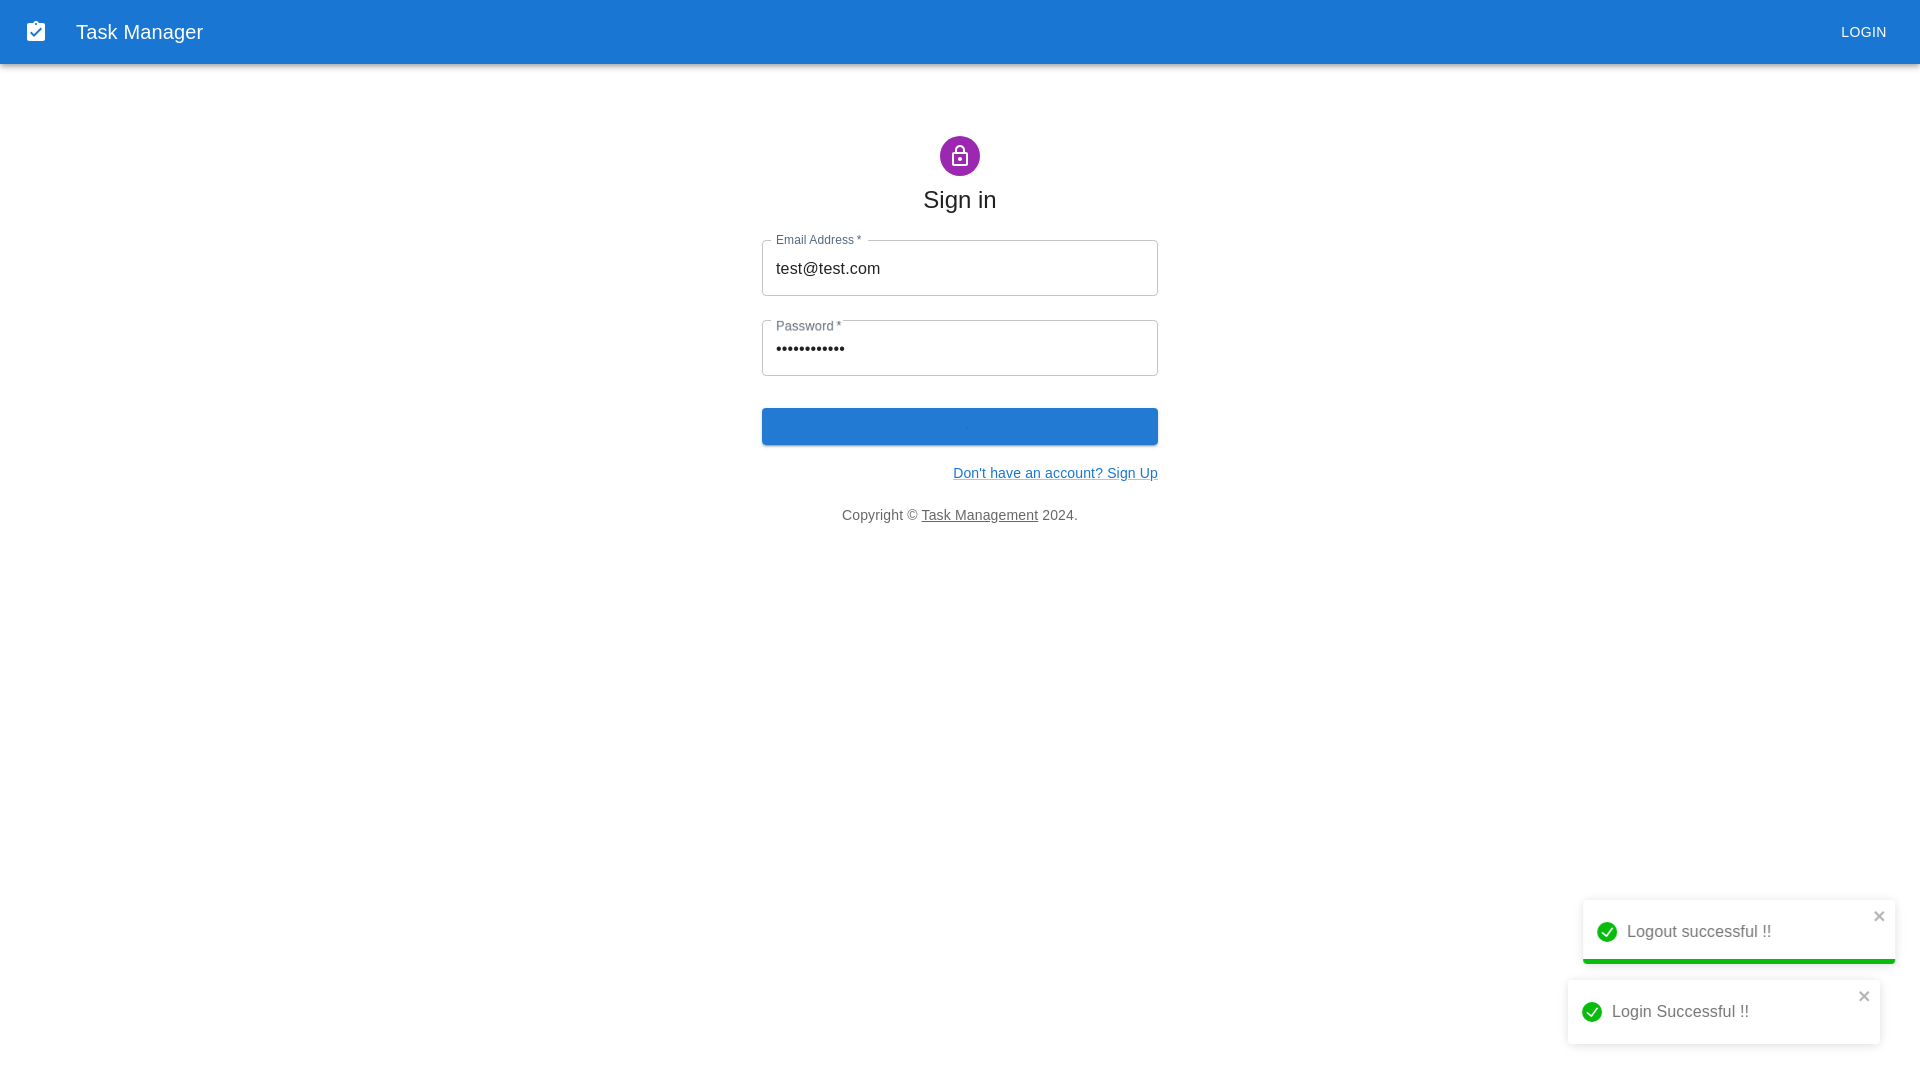 Task Manager
LOGIN
Sign in
Email Address *
test@test.com
Password *
••••••••••••
Don't have an account? Sign Up
Copyright © Task Management 2024.
Logout successful !!
Login Successful !!